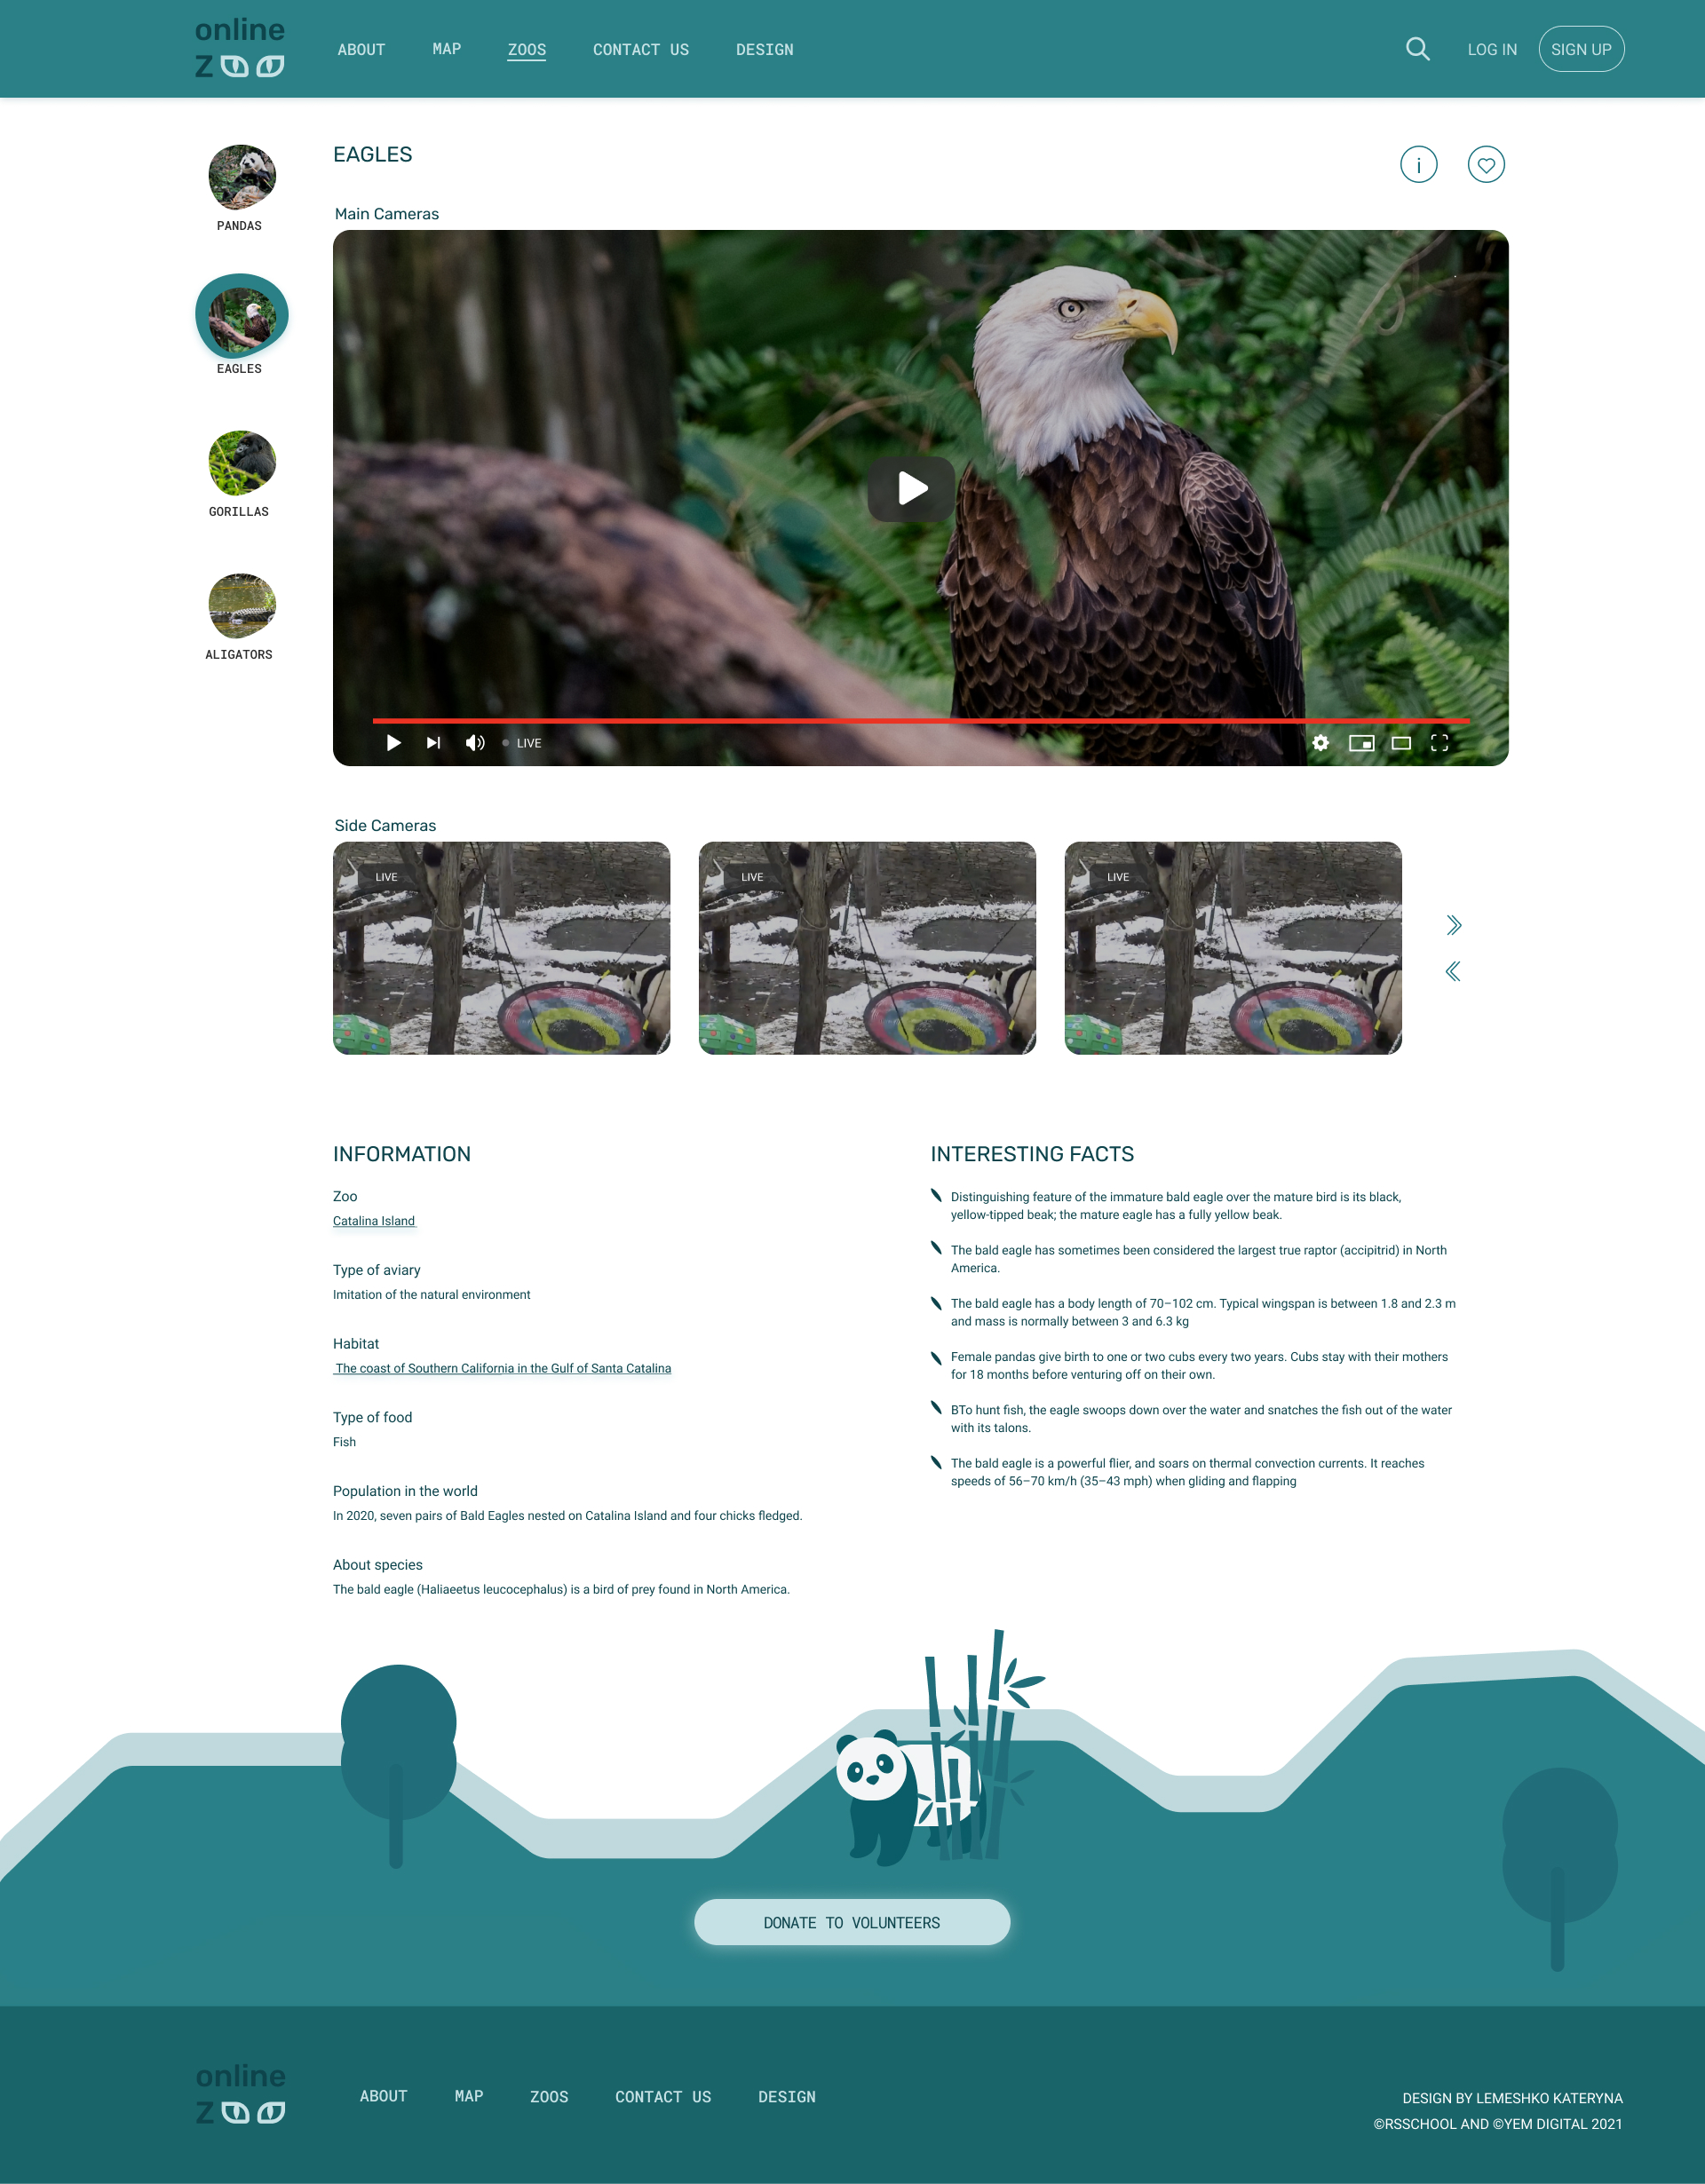 online
ZOO
ABOUT
MAP
ZOOS
CONTACT US
DESIGN
LOG IN
SIGN UP
PANDAS
EAGLES
GORILLAS
ALIGATORS
EAGLES
i
Main Cameras
LIVE
Side Cameras
LIVE
LIVE
LIVE
INFORMATION
Zoo
Catalina Island
Type of aviary
Imitation of the natural environment
Habitat
The coast of Southern California in the Gulf of Santa Catalina
Type of food
Fish
Population in the world
In 2020, seven pairs of Bald Eagles nested on Catalina Island and four chicks fledged.
About species
The bald eagle (Haliaeetus leucocephalus) is a bird of prey found in North America.
INTERESTING FACTS
Distinguishing feature of the immature bald eagle over the mature bird is its black,
yellow-tipped beak; the mature eagle has a fully yellow beak.
The bald eagle has sometimes been considered the largest true raptor (accipitrid) in North
America.
The bald eagle has a body length of 70–102 cm. Typical wingspan is between 1.8 and 2.3 m
and mass is normally between 3 and 6.3 kg
Female pandas give birth to one or two cubs every two years. Cubs stay with their mothers
for 18 months before venturing off on their own.
BTo hunt fish, the eagle swoops down over the water and snatches the fish out of the water
with its talons.
The bald eagle is a powerful flier, and soars on thermal convection currents. It reaches
speeds of 56–70 km/h (35–43 mph) when gliding and flapping
DONATE TO VOLUNTEERS
online
ZOO
ABOUT
MAP
ZOOS
CONTACT US
DESIGN
DESIGN BY LEMESHKO KATERYNA
©RSSCHOOL AND ©YEM DIGITAL 2021